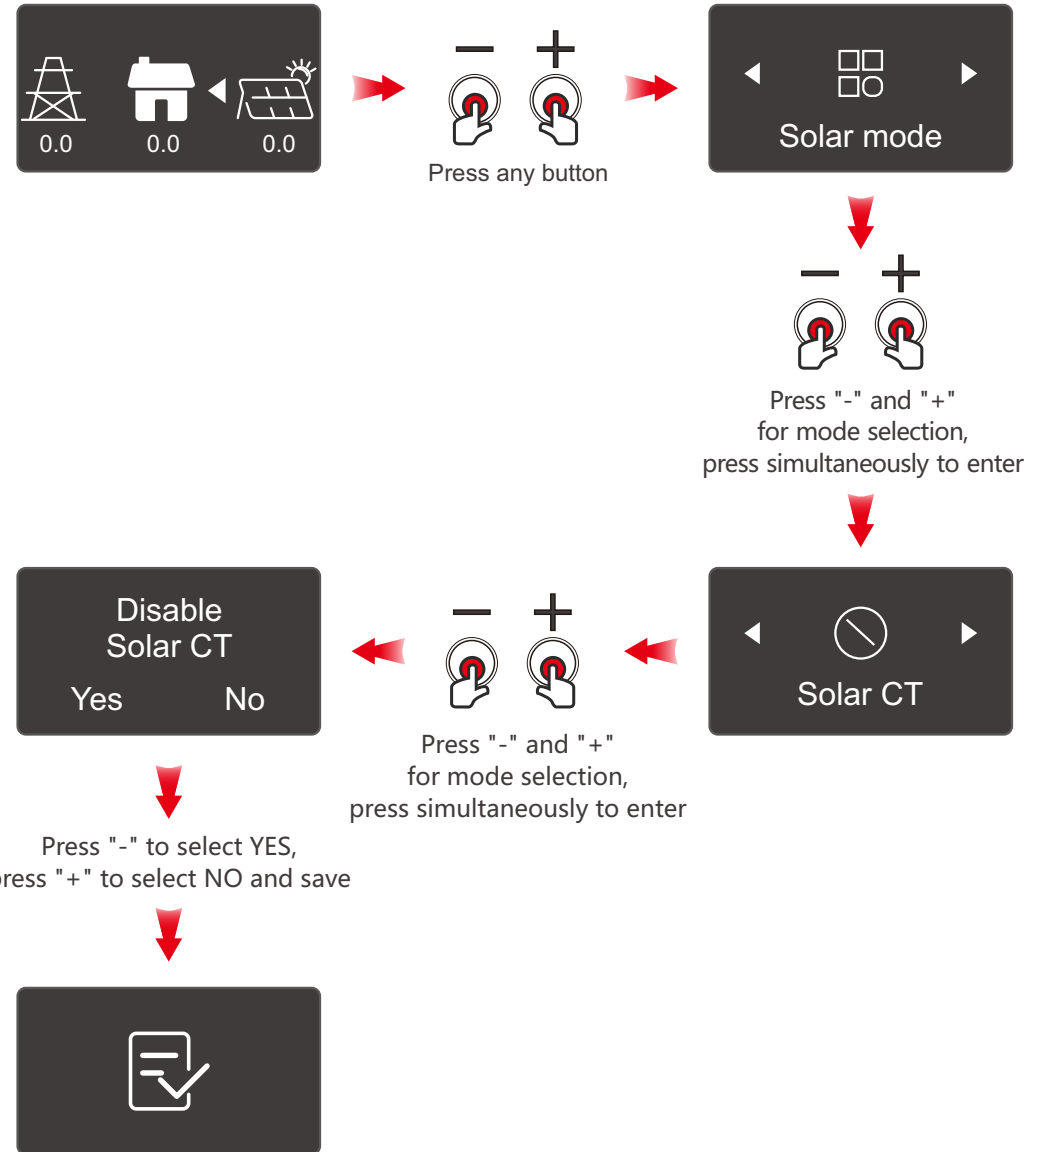 0.0 0.0 0.0
Press any button
Solar mode
Press "-" and "+"
for mode selection,
press simultaneously to enter
Solar CT
Press "-" and "+"
for mode selection,
press simultaneously to enter
Disable
Solar CT
Yes No
Press "-" to select YES,
press "+" to select NO and save